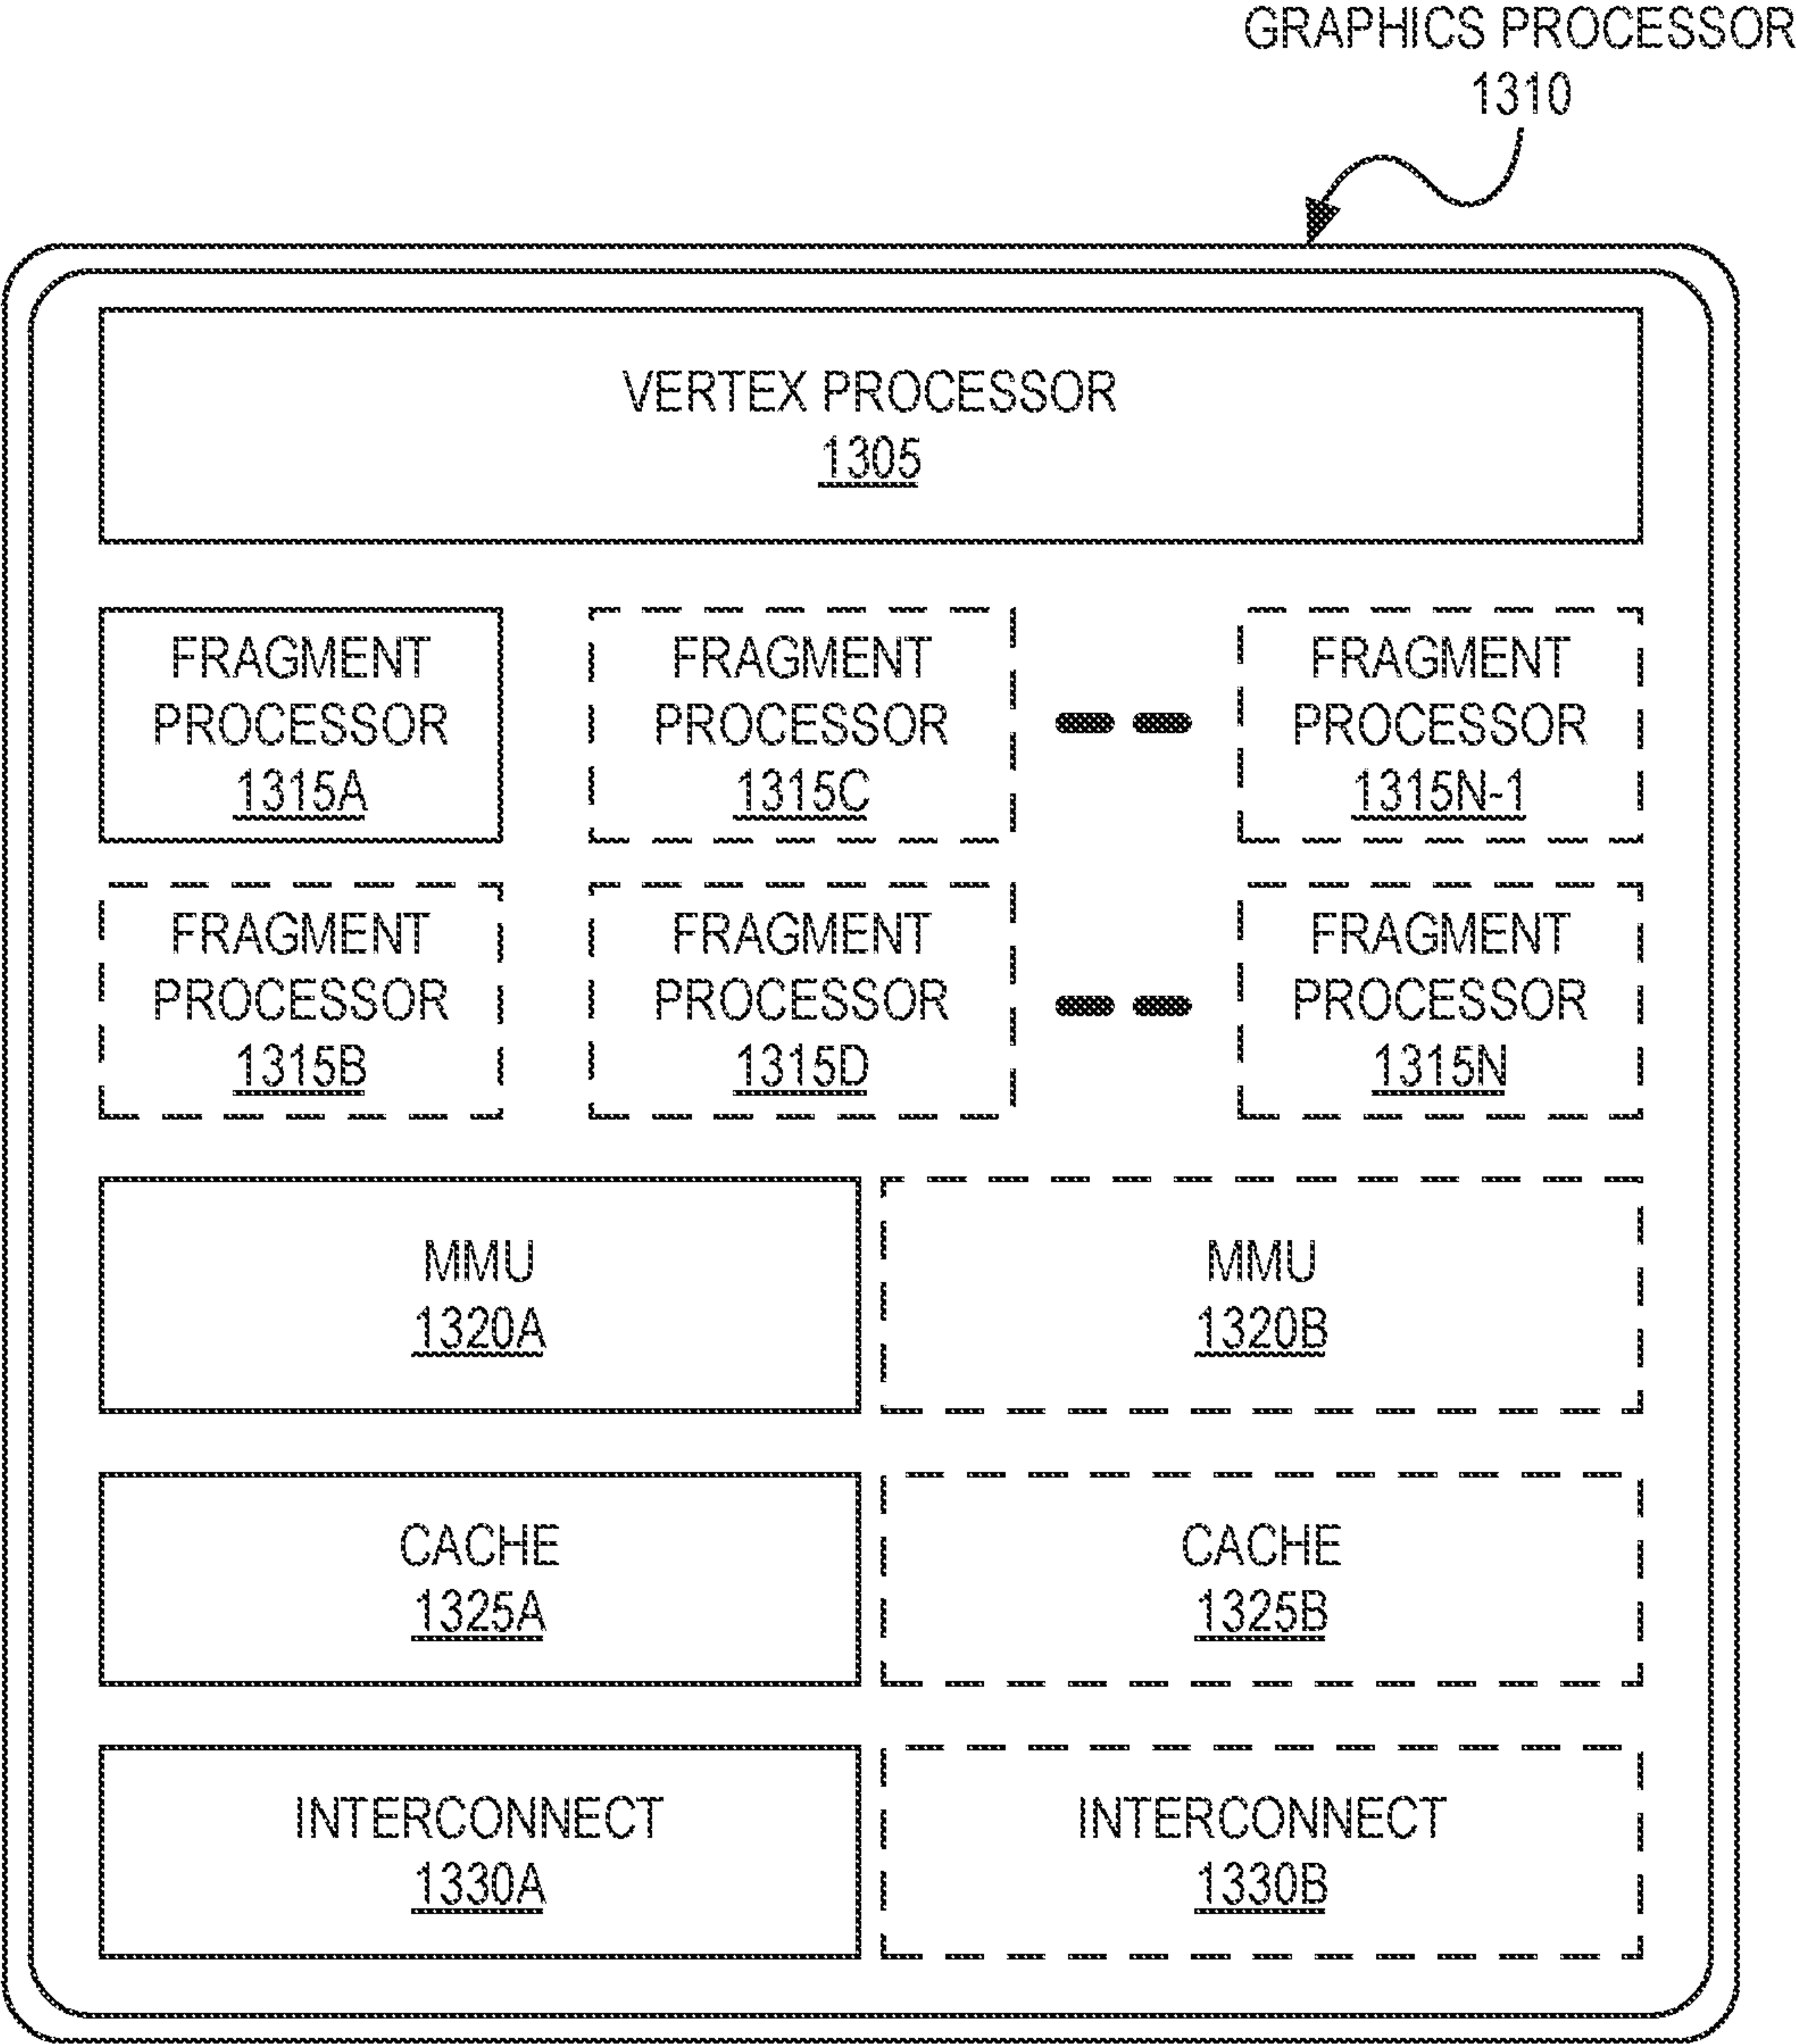 GRAPHICS PROCESSOR
1310
VERTEX PROCESSOR
1305
FRAGMENT
PROCESSOR
1315A
FRAGMENT
PROCESSOR
1315C
FRAGMENT
PROCESSOR
1315N-1
FRAGMENT
PROCESSOR
1315B
FRAGMENT
PROCESSOR
1315D
FRAGMENT
PROCESSOR
1315N
MMU
1320A
MMU
1320B
CACHE
1325A
CACHE
1325B
INTERCONNECT
1330A
INTERCONNECT
1330B